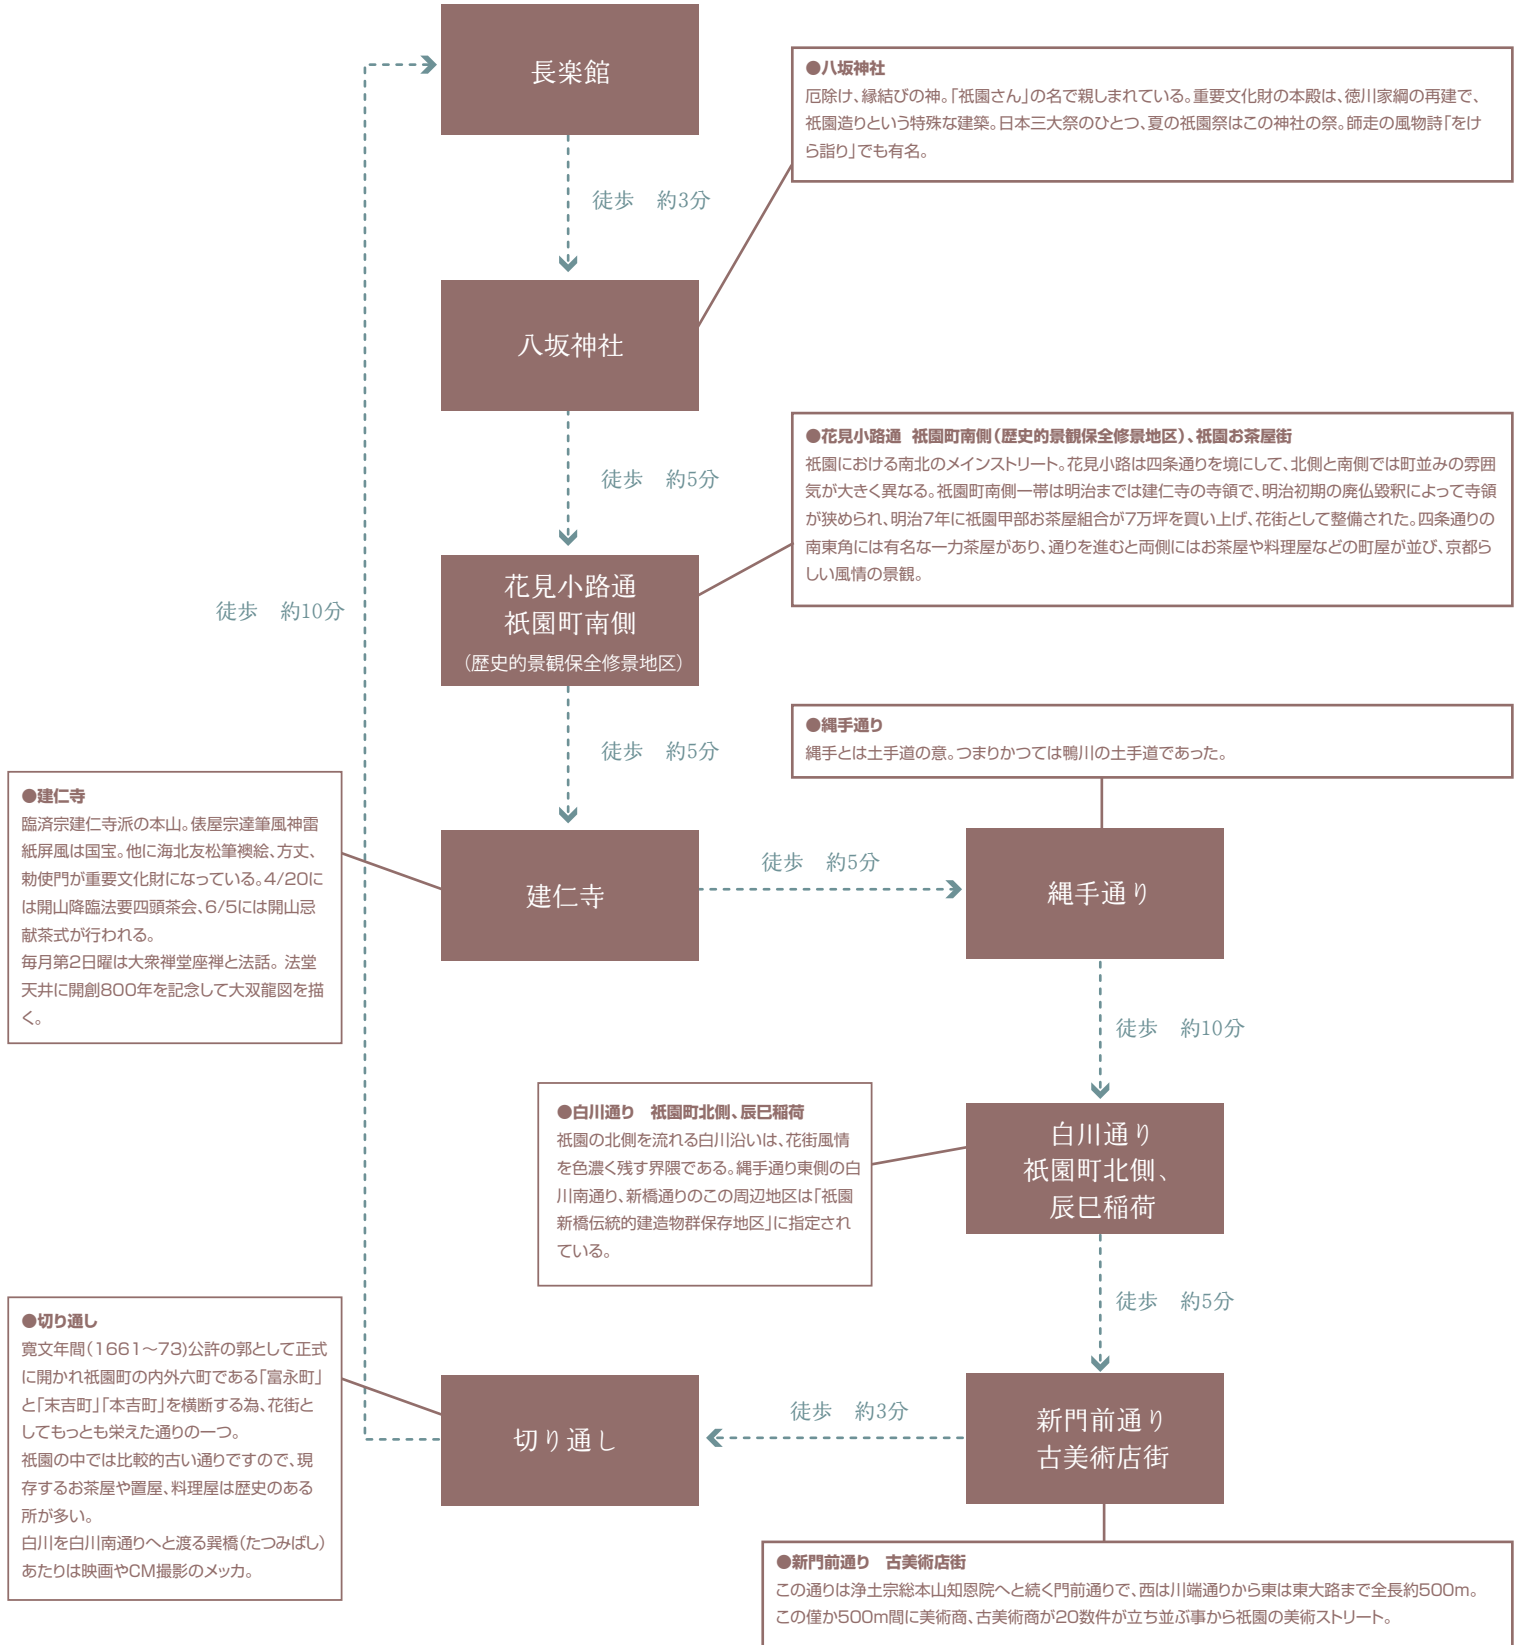 長楽館
徒歩　約3分
●八坂神社
厄除け、縁結びの神。「祇園さん」の名で親しまれている。重要文化財の本殿は、徳川家綱の再建で、
祇園造りという特殊な建築。日本三大祭のひとつ、夏の祇園祭はこの神社の祭。師走の風物詩「をけ
ら詣り」でも有名。
八坂神社
徒歩　約5分
●花見小路通　祇園町南側（歴史的景観保全修景地区）、祇園お茶屋街
祇園における南北のメインストリート。花見小路は四条通りを境にして、北側と南側では町並みの雰囲
気が大きく異なる。祇園町南側一帯は明治までは建仁寺の寺領で、明治初期の廃仏毀釈によって寺領
が狭められ、明治7年に祇園甲部お茶屋組合が7万坪を買い上げ、花街として整備された。四条通りの
南東角には有名な一力茶屋があり、通りを進むと両側にはお茶屋や料理屋などの町屋が並び、京都ら
しい風情の景観。
花見小路通
祇園町南側
（歴史的景観保全修景地区）
徒歩　約10分
徒歩　約5分
●縄手通り
縄手とは土手道の意。つまりかつては鴨川の土手道であった。
●建仁寺
臨済宗建仁寺派の本山。俵屋宗達筆風神雷
紙屏風は国宝。他に海北友松筆襖絵、方丈、
勅使門が重要文化財になっている。4/20に
は開山降臨法要四頭茶会、6/5には開山忌
献茶式が行われる。
毎月第2日曜は大衆禅堂座禅と法話。法堂
天井に開創800年を記念して大双龍図を描
く。
建仁寺
徒歩　約5分
縄手通り
徒歩　約10分
●白川通り　祇園町北側、辰巳稲荷
祇園の北側を流れる白川沿いは、花街風情
を色濃く残す界隈である。縄手通り東側の白
川南通り、新橋通りのこの周辺地区は「祇園
新橋伝統的建造物群保存地区」に指定され
ている。
白川通り
祇園町北側、
辰巳稲荷
徒歩　約5分
●切り通し
寛文年間(1661〜73)公許の郭として正式
に開かれ祇園町の内外六町である「富永町」
と「末吉町」「本吉町」を横断する為、花街と
してもっとも栄えた通りの一つ。
祇園の中では比較的古い通りですので、現
存するお茶屋や置屋、料理屋は歴史のある
所が多い。
白川を白川南通りへと渡る巽橋(たつみばし)
あたりは映画やCM撮影のメッカ。
切り通し
徒歩　約3分
新門前通り
古美術店街
●新門前通り　古美術店街
この通りは浄土宗総本山知恩院へと続く門前通りで、西は川端通りから東は東大路まで全長約500m。
この僅か500m間に美術商、古美術商が20数件が立ち並ぶ事から祇園の美術ストリート。